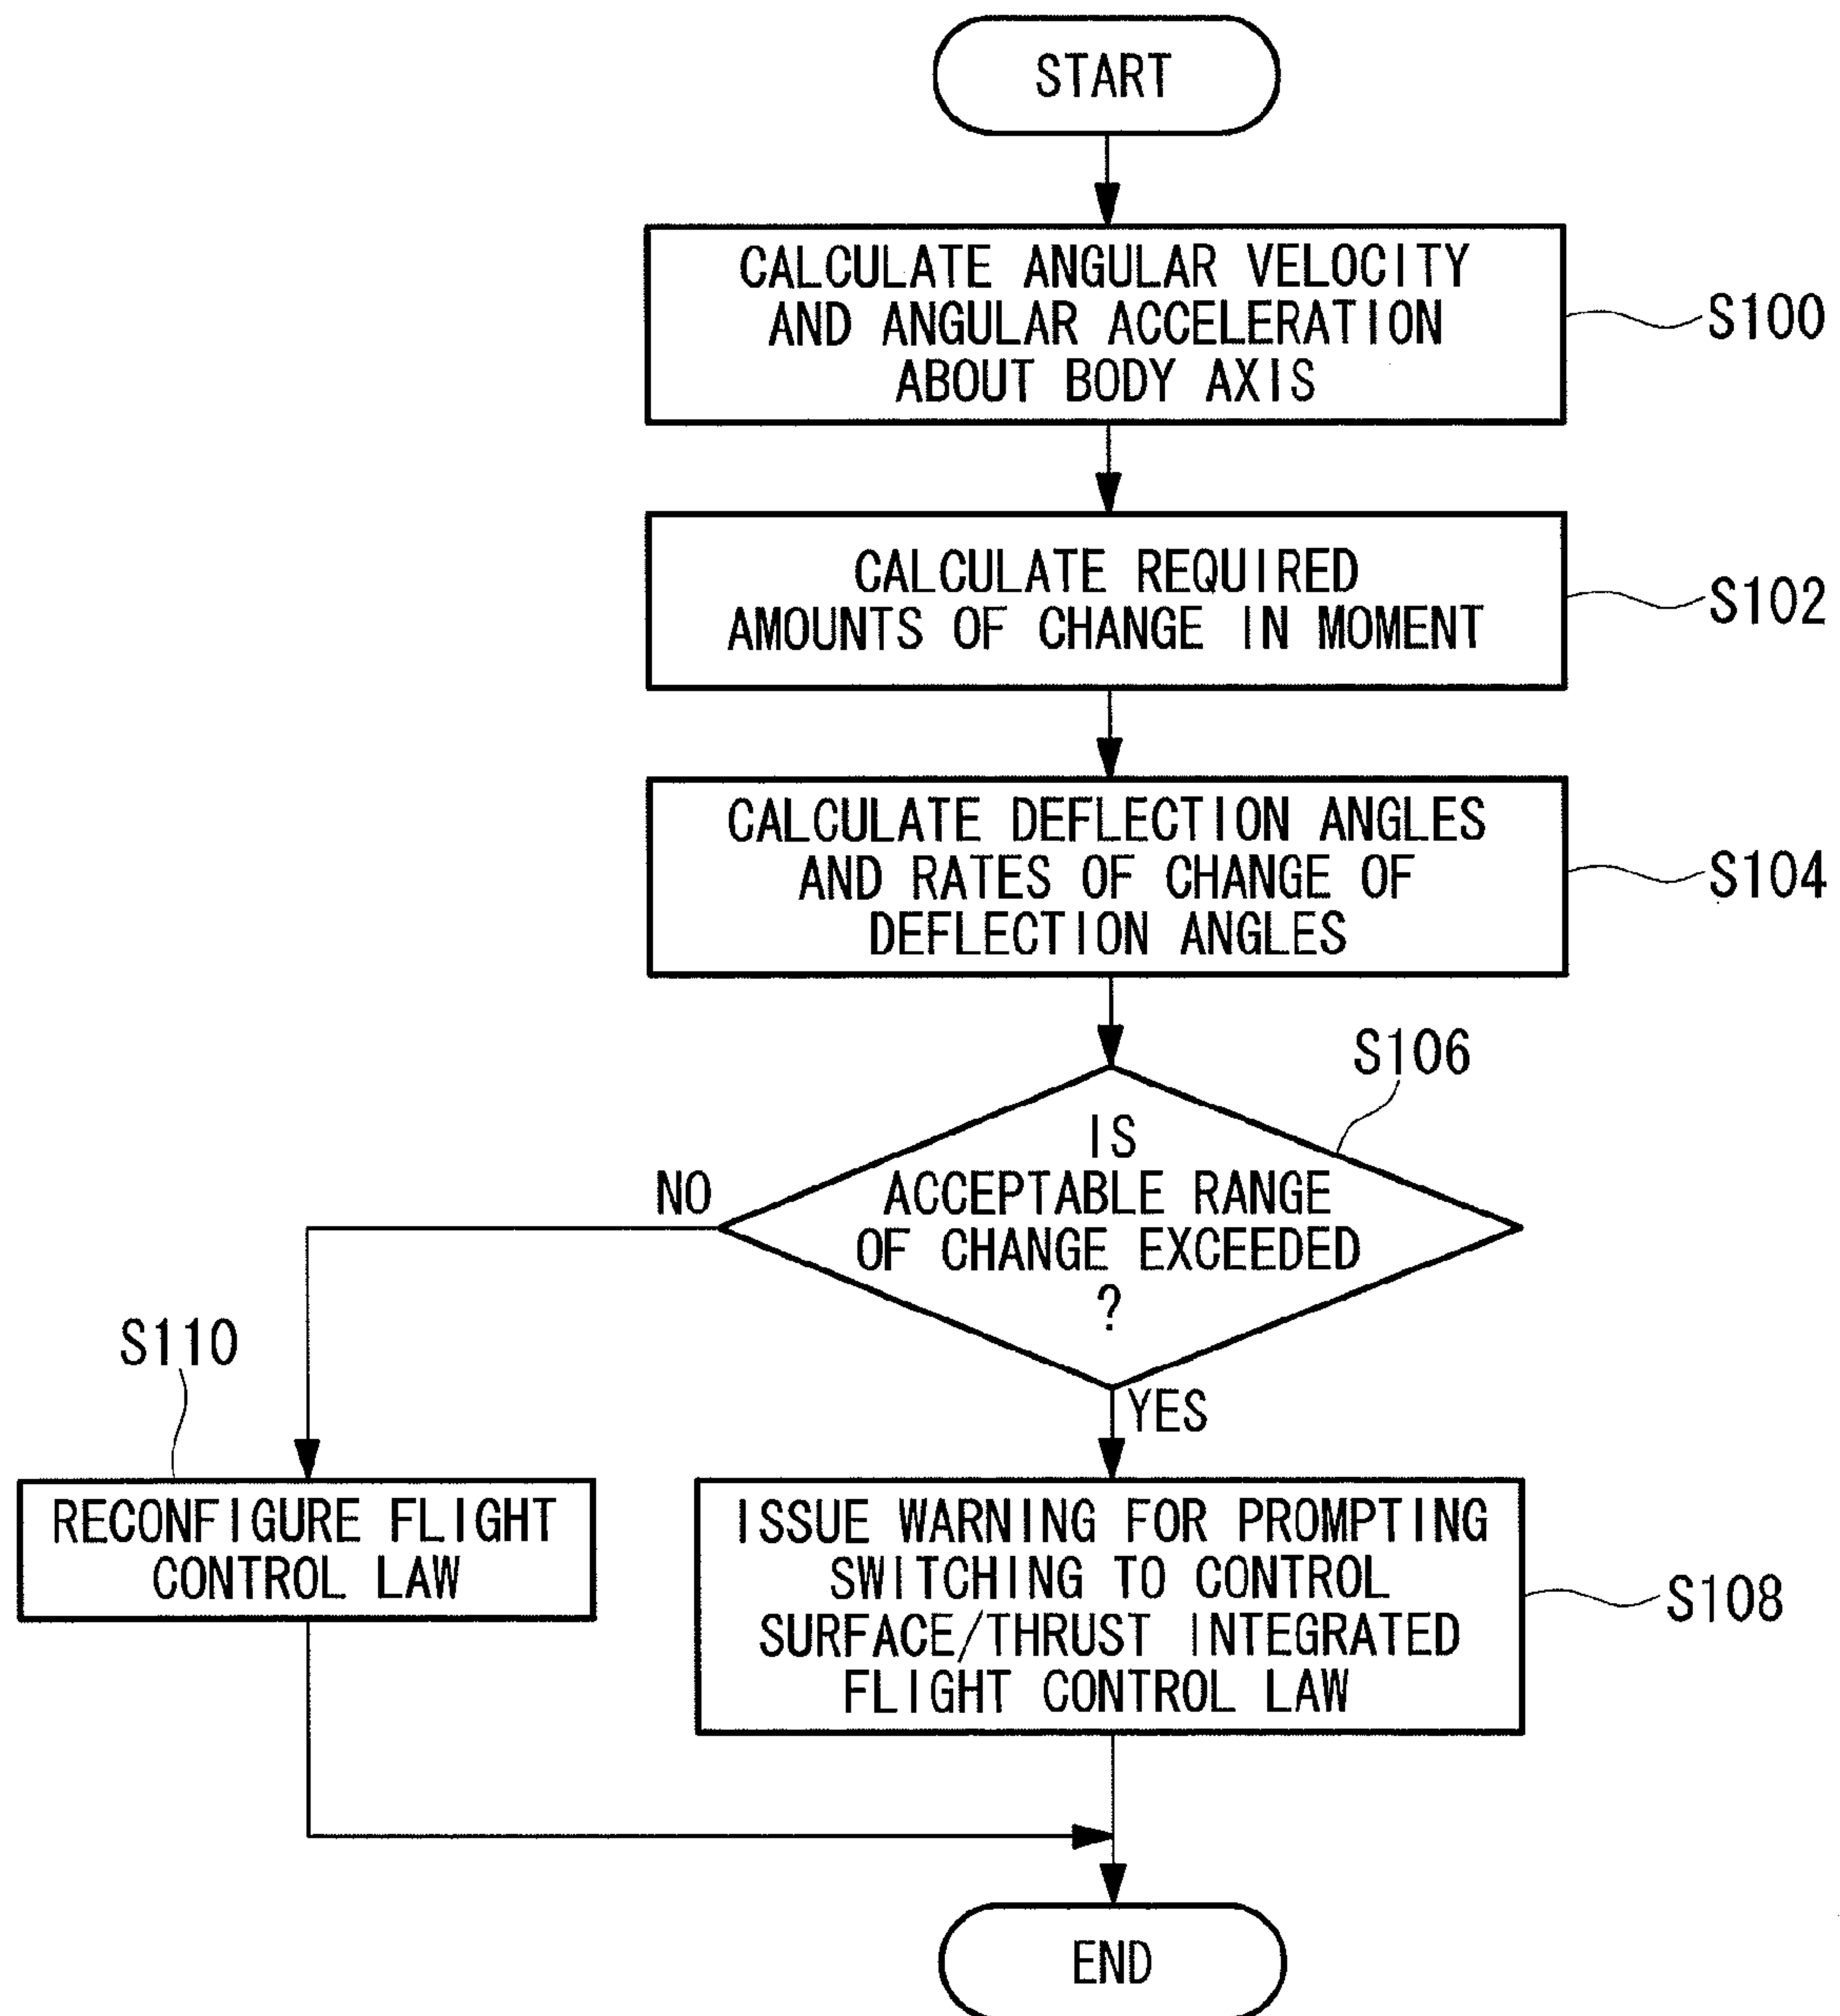 START
CALCULATE ANGULAR VELOCITY
AND ANGULAR ACCELERATION
ABOUT BODY AXIS
S100
CALCULATE REQUIRED
AMOUNTS OF CHANGE IN MOMENT
S102
CALCULATE DEFLECTION ANGLES
AND RATES OF CHANGE OF
DEFLECTION ANGLES
S104
S106
IS
ACCEPTABLE RANGE
OF CHANGE EXCEEDED
?
NO
YES
S110
RECONFIGURE FLIGHT
CONTROL LAW
ISSUE WARNING FOR PROMPTING
SWITCHING TO CONTROL
SURFACE/THRUST INTEGRATED
FLIGHT CONTROL LAW
S108
END